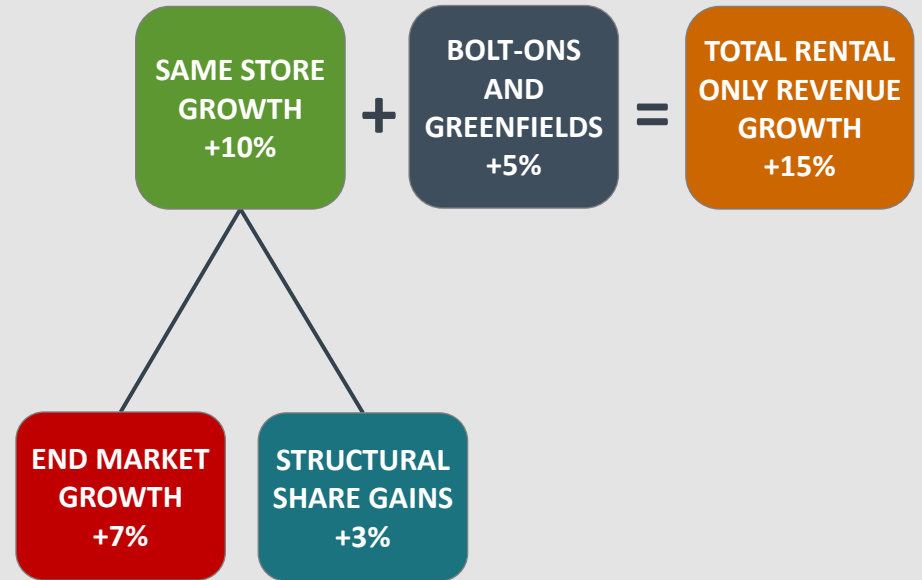 SAME STORE
GROWTH
+10%
+
BOLT-ONS
AND
GREENFIELDS
+5%
=
TOTAL RENTAL
ONLY REVENUE
GROWTH
+15%
END MARKET
GROWTH
+7%
STRUCTURAL
SHARE GAINS
+3%